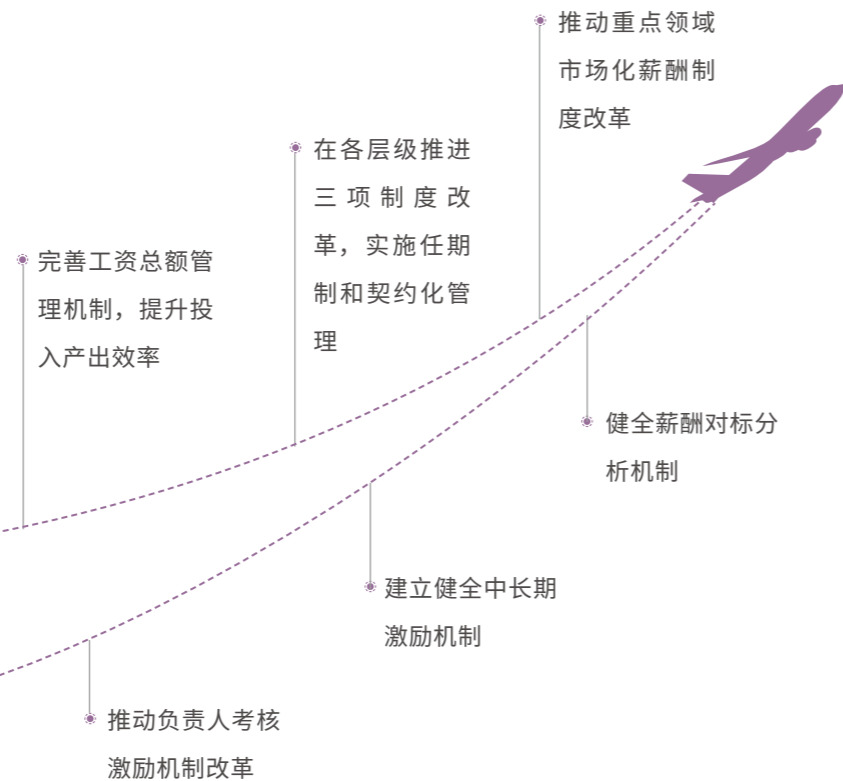 推动重点领域
市场化薪酬制
度改革
在各层级推进
三项制度改
革，实施任期
制和契约化管
理
完善工资总额管
理机制，提升投
入产出效率
健全薪酬对标分
析机制
建立健全中长期
激励机制
推动负责人考核
激励机制改革